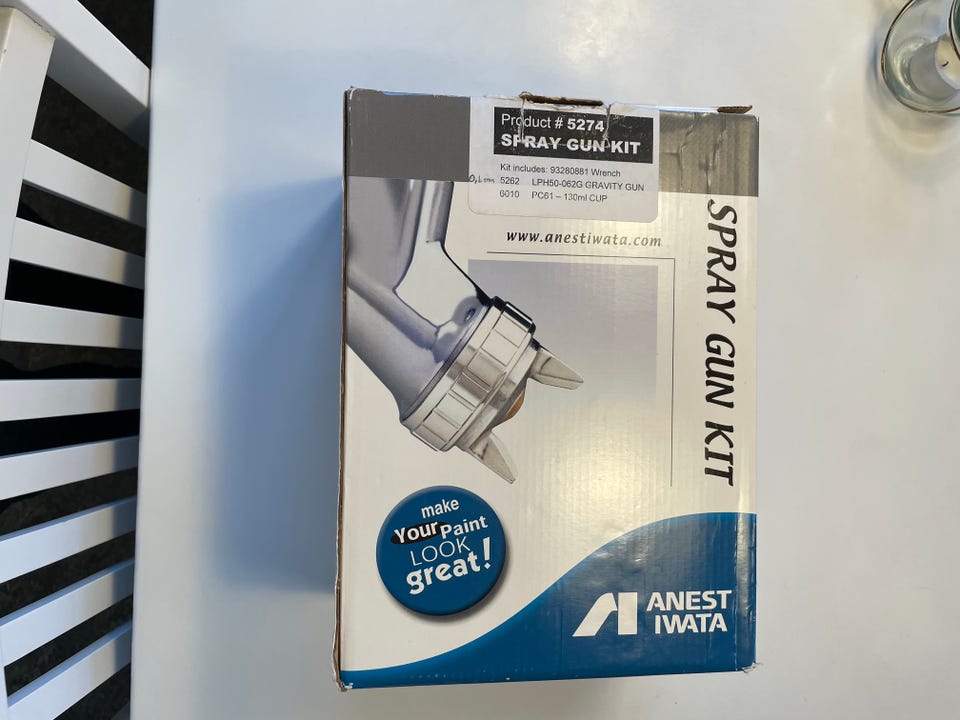 Product # 5274
SPRAY GUN KIT
Kit includes: 93280881 Wrench
5262 LPH50-062G GRAVITY GUN
6010 PC61 – 130ml CUP
www.anestiwata.com
SPRAY GUN KIT
make
Your Paint
LOOK
great!
ANEST
IWATA